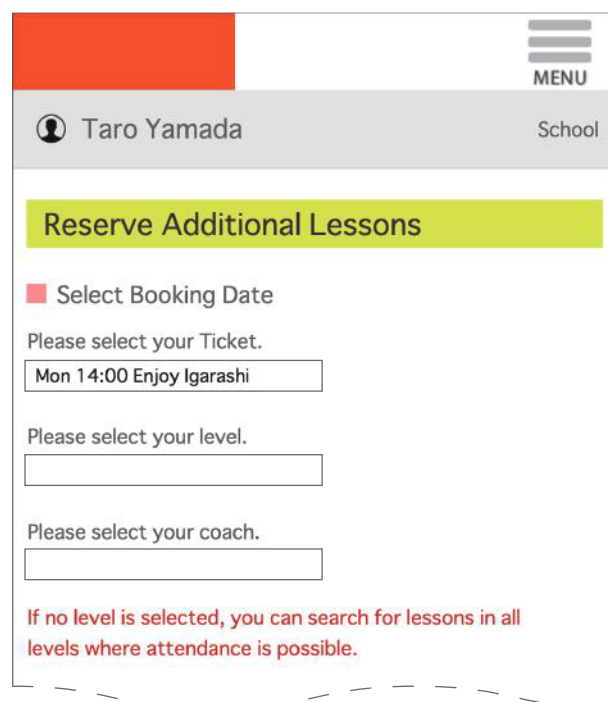 MENU
Taro Yamada
School
Reserve Additional Lessons
Select Booking Date
Please select your Ticket.
Mon 14:00 Enjoy Igarashi
Please select your level.
Please select your coach.
If no level is selected, you can search for lessons in all
levels where attendance is possible.